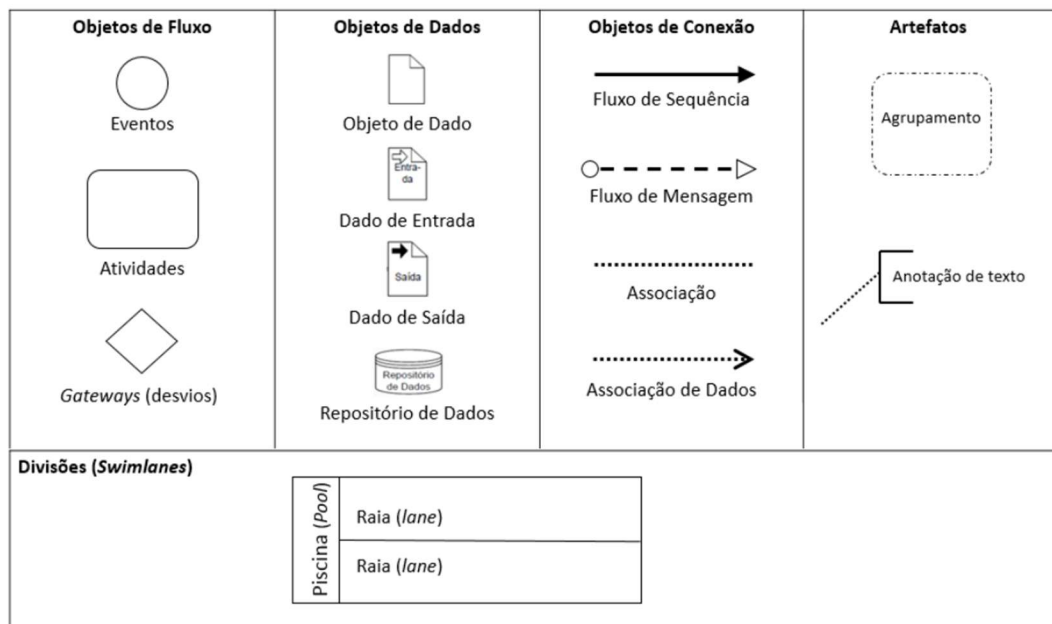 Objetos de Fluxo
Eventos
Atividades
Gateways (desvios)
Objetos de Dados
Objeto de Dado
Entra-
da
Dado de Entrada
Saída
Dado de Saída
Repositório
de Dados
Repositório de Dados
Objetos de Conexão
Fluxo de Sequência
Fluxo de Mensagem
Associação
Associação de Dados
Artefatos
Agrupamento
Anotação de texto
Divisões (Swimlanes)
Piscina (Pool)
Raia (lane)
Raia (lane)